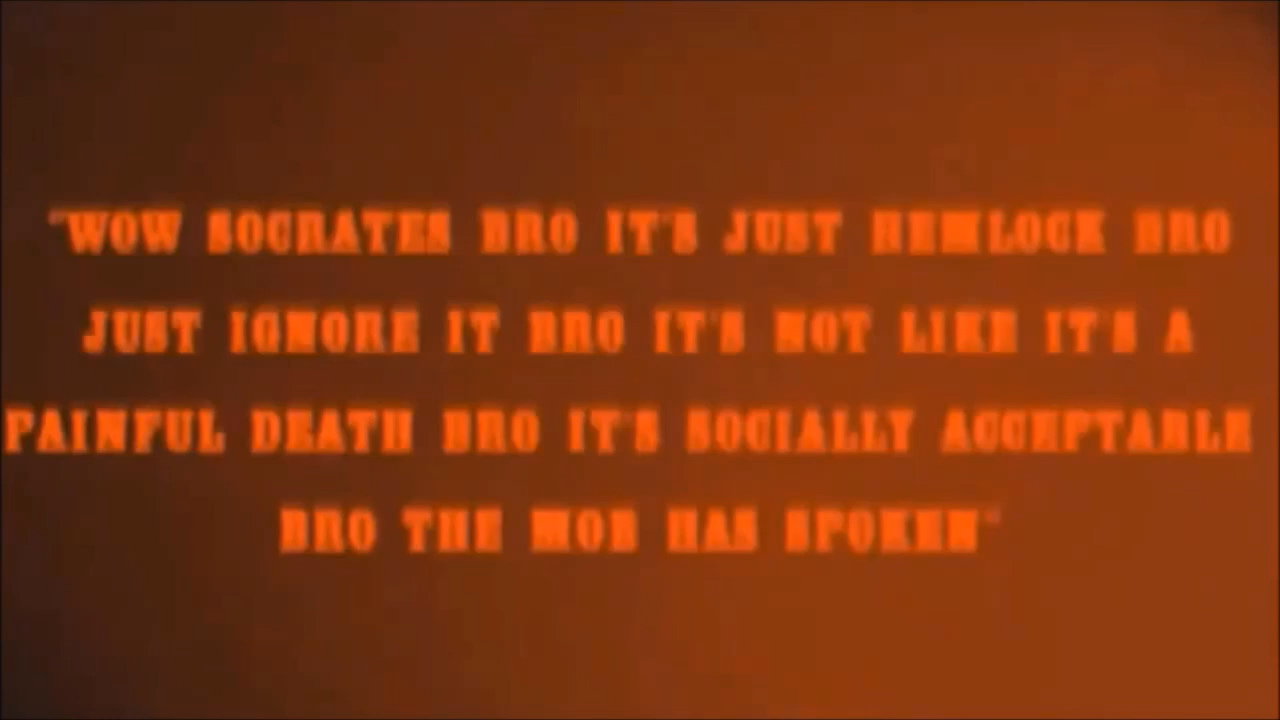 "WOW SOCRATES BRO IT'S JUST HEMLOCK BRO
JUST IGNORE IT BRO IT'S NOT LIKE IT'S A
PAINFUL DEATH BRO IT'S SOCIALLY ACCEPTABLE
BRO THE MOB HAS SPOKEN"